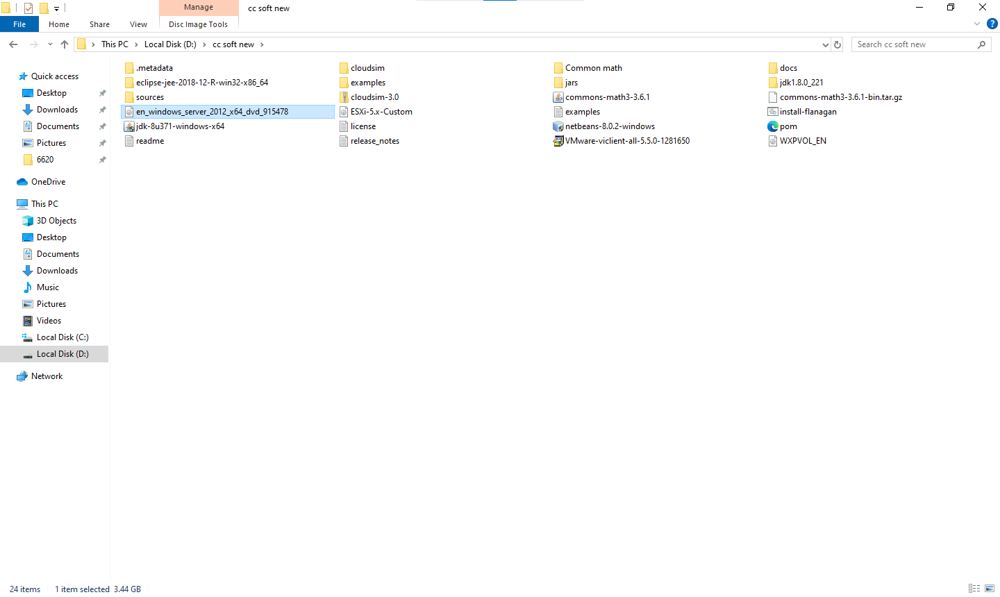 Manage
cc soft new
File
Home
Share
View
Disc Image Tools
This PC
Local Disk (D:)
cc soft new
Search cc soft new
Quick access
Desktop
Downloads
Documents
Pictures
6620
OneDrive
This PC
3D Objects
Desktop
Documents
Downloads
Music
Pictures
Videos
Local Disk (C:)
Local Disk (D:)
Network
.metadata
cloudsim
Common math
docs
eclipse-jee-2018-12-R-win32-x86_64
examples
jars
jdk1.8.0_221
sources
cloudsim-3.0
commons-math3-3.6.1
commons-math3-3.6.1-bin.tar.gz
en_windows_server_2012_x64_dvd_915478
ESXi-5.x-Custom
examples
install-flanagan
jdk-8u371-windows-x64
license
netbeans-8.0.2-windows
pom
readme
release_notes
VMware-viclient-all-5.5.0-1281650
WXPVOL_EN
24 items
1 item selected 3.44 GB